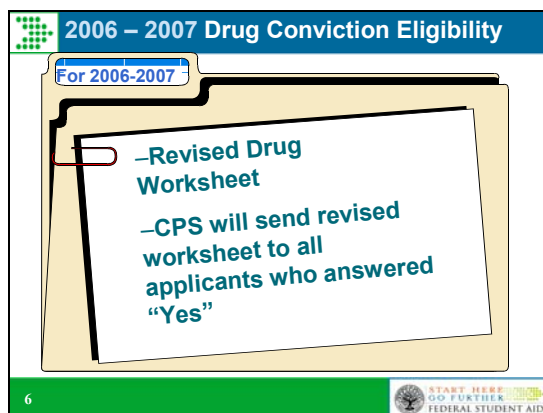 2006 – 2007 Drug Conviction Eligibility
For 2006-2007
–Revised Drug
Worksheet
–CPS will send revised
worksheet to all
applicants who answered
“Yes”
6
START HERE
GO FURTHER
FEDERAL STUDENT AID